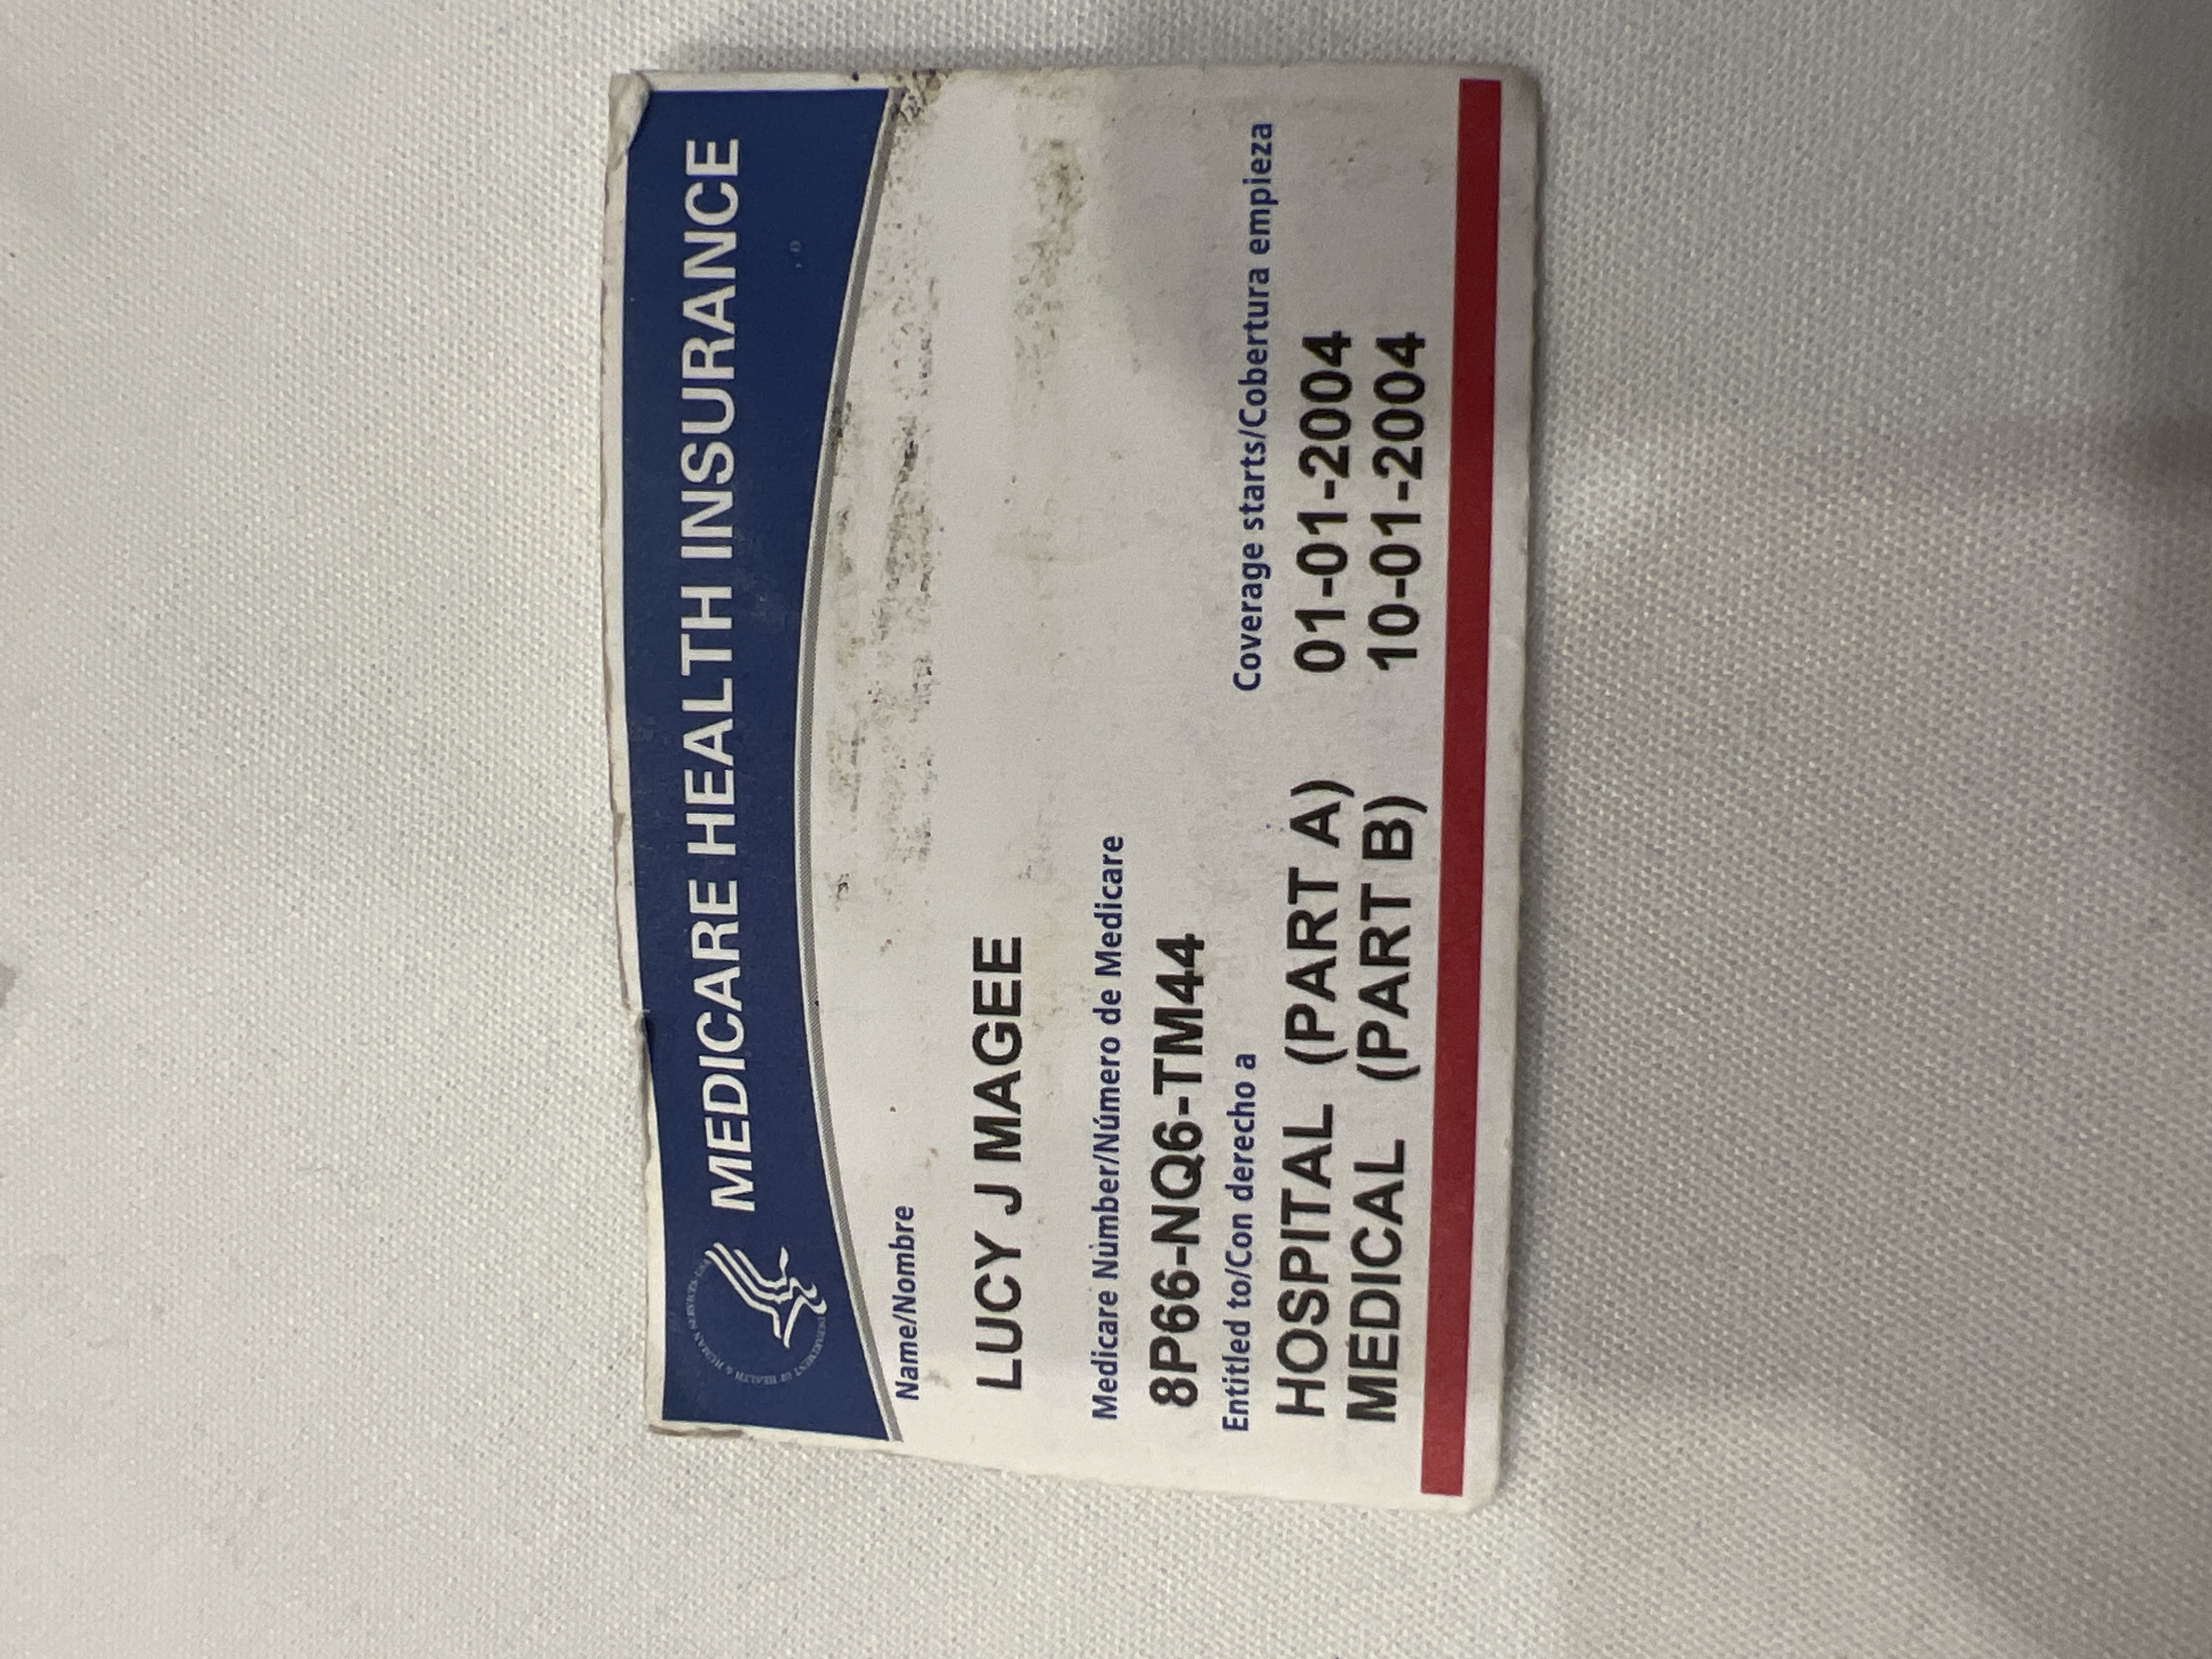 MEDICARE HEALTH INSURANCE
Name/Nombre
LUCY J MAGEE
Medicare Number/Número de Medicare
8P66-NQ6-TM44
Entitled to/Con derecho a
Coverage starts/Cobertura empieza
HOSPITAL (PART A) 01-01-2004
MEDICAL (PART B) 10-01-2004